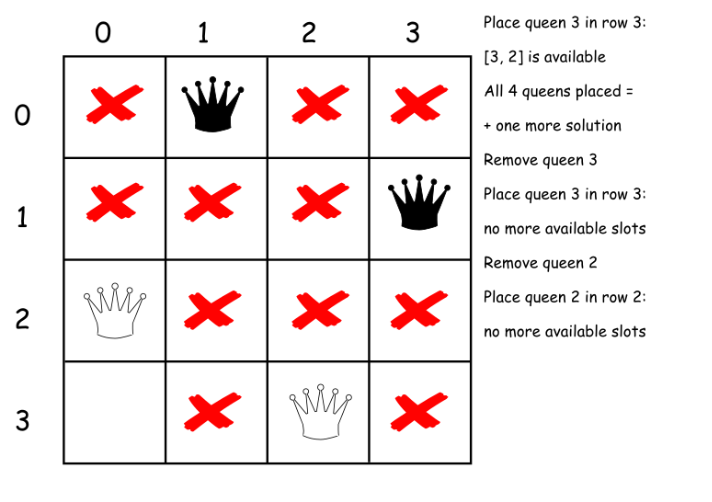 0 1 2 3
0
1
2
3
Place queen 3 in row 3:
[3, 2] is available
All 4 queens placed =
+ one more solution
Remove queen 3
Place queen 3 in row 3:
no more available slots
Remove queen 2
Place queen 2 in row 2:
no more available slots